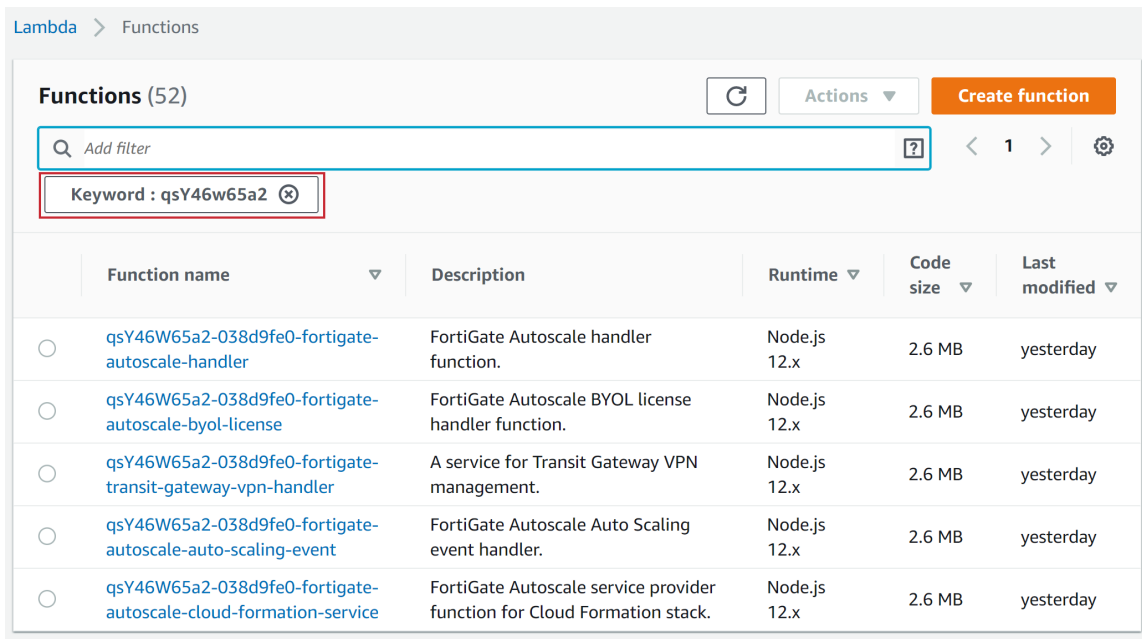 Lambda > Functions
Functions (52)
Actions
Create function
Add filter
?
1
Keyword : qsY46w65a2
Function name
Description
Runtime
Code size
Last modified
qsY46W65a2-038d9fe0-fortigate-
autoscale-handler
FortiGate Autoscale handler
function.
Node.js
12.x
2.6 MB
yesterday
qsY46W65a2-038d9fe0-fortigate-
autoscale-byol-license
FortiGate Autoscale BYOL license
handler function.
Node.js
12.x
2.6 MB
yesterday
qsY46W65a2-038d9fe0-fortigate-
transit-gateway-vpn-handler
A service for Transit Gateway VPN
management.
Node.js
12.x
2.6 MB
yesterday
qsY46W65a2-038d9fe0-fortigate-
autoscale-auto-scaling-event
FortiGate Autoscale Auto Scaling
event handler.
Node.js
12.x
2.6 MB
yesterday
qsY46W65a2-038d9fe0-fortigate-
autoscale-cloud-formation-service
FortiGate Autoscale service provider
function for Cloud Formation stack.
Node.js
12.x
2.6 MB
yesterday